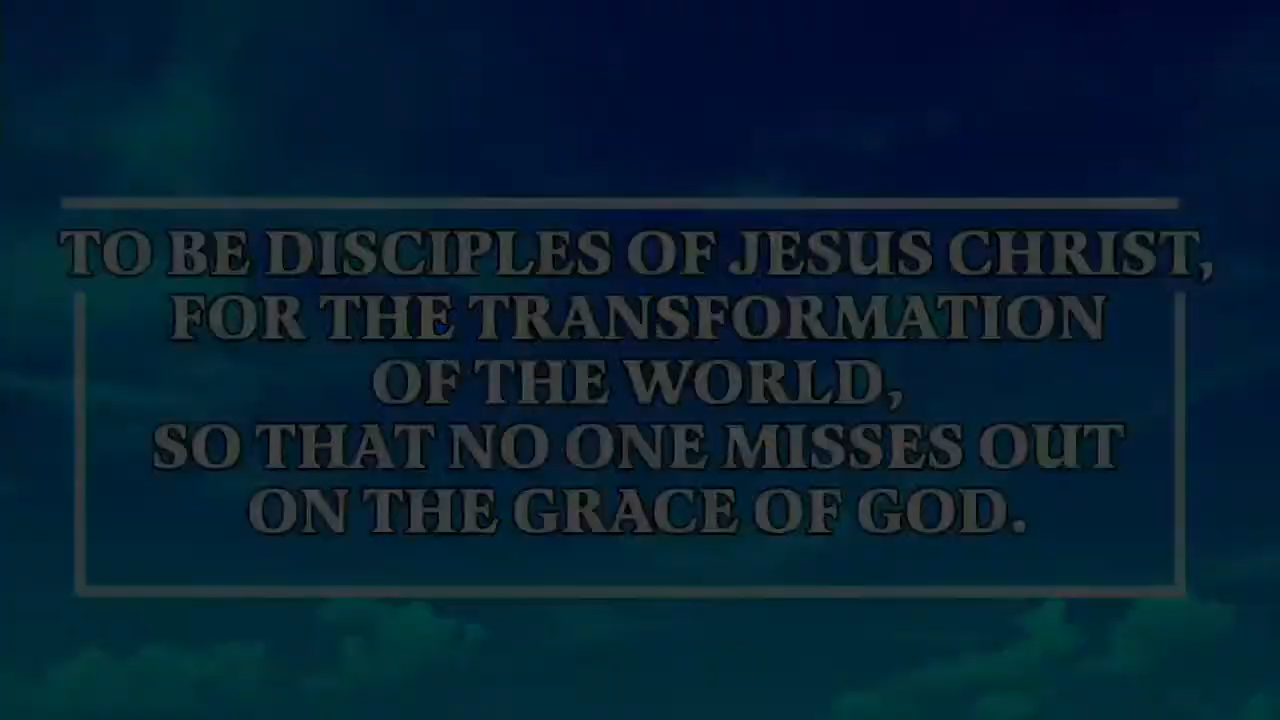 TO BE DISCIPLES OF JESUS CHRIST,
FOR THE TRANSFORMATION
OF THE WORLD,
SO THAT NO ONE MISSES OUT
ON THE GRACE OF GOD.